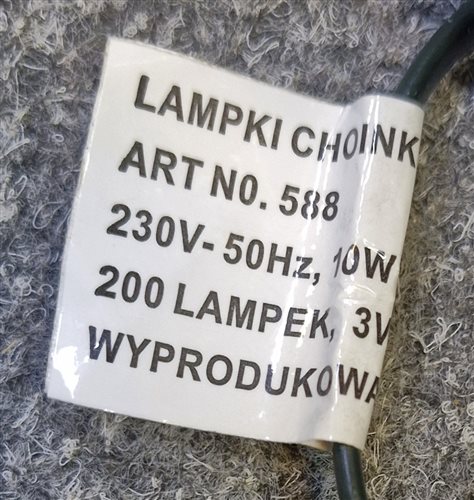 LAMPKI CHOINK
ART NO. 588
230V- 50Hz, 10W
200 LAMPEK, 3V
WYPRODUKOWA